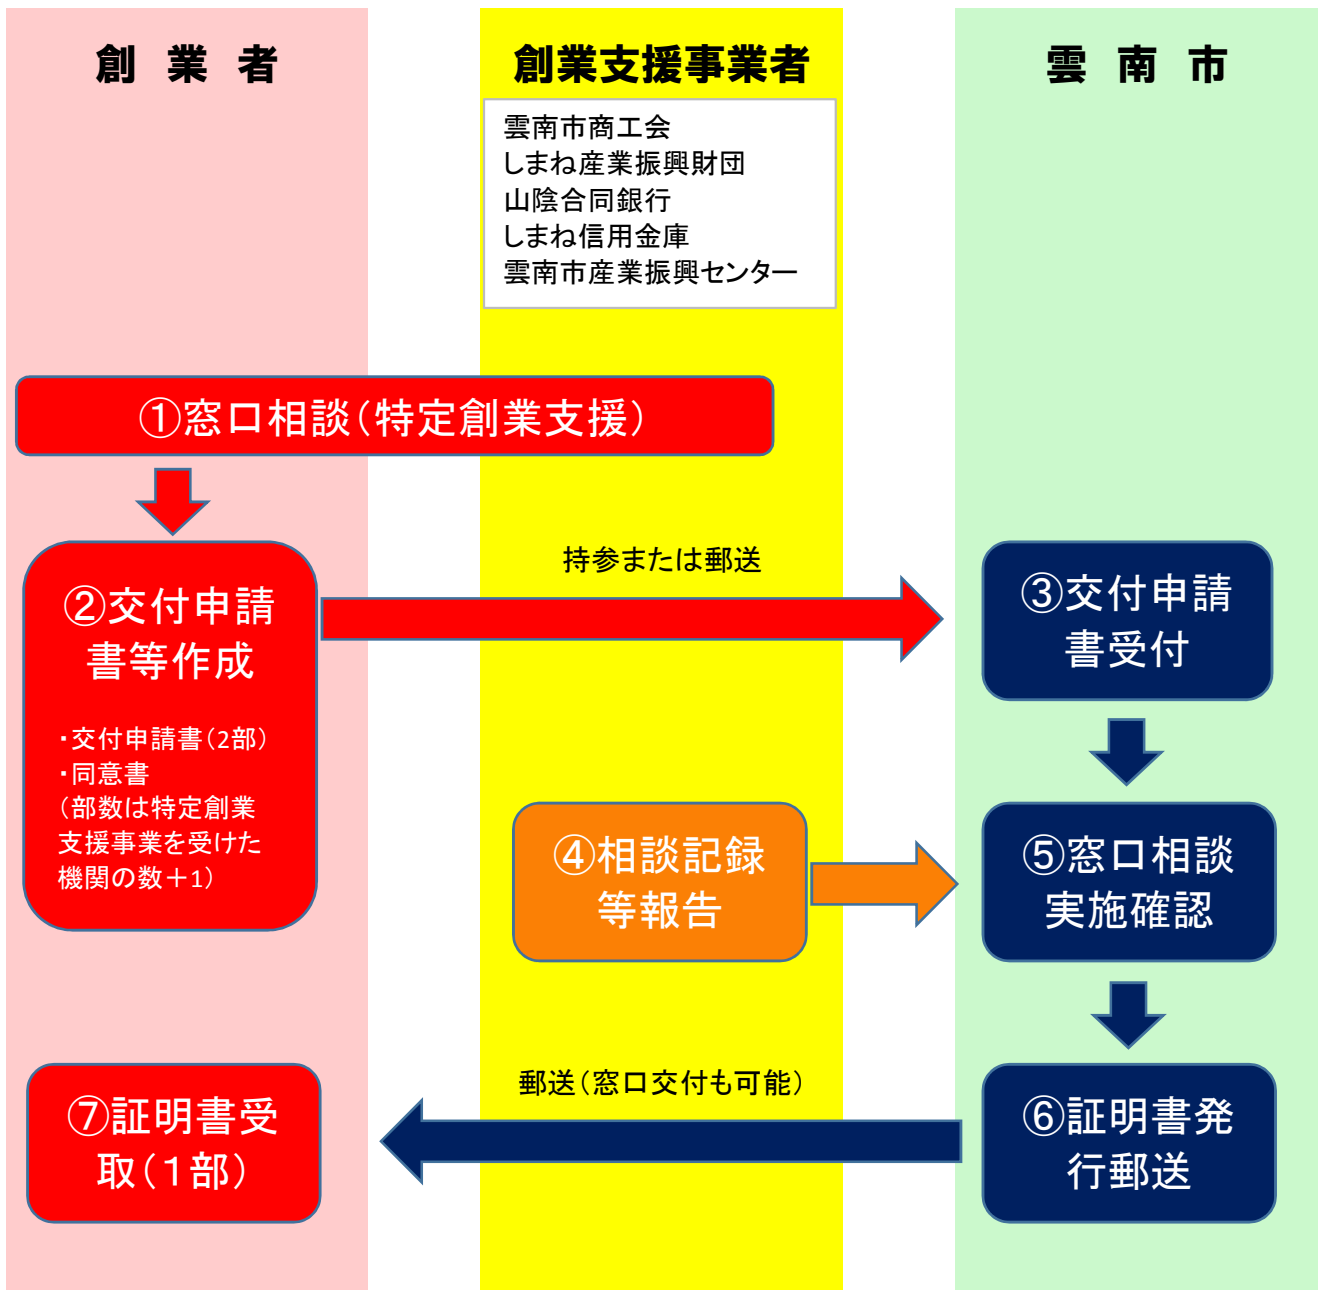 創 業 者
創業支援事業者
雲 南 市
雲南市商工会
しまね産業振興財団
山陰合同銀行
しまね信用金庫
雲南市産業振興センター
①窓口相談（特定創業支援）
②交付申請
書等作成
・交付申請書（2部）
・同意書
（部数は特定創業
支援事業を受けた
機関の数＋1）
持参または郵送
③交付申請
書受付
④相談記録
等報告
⑤窓口相談
実施確認
郵送（窓口交付も可能）
⑥証明書発
行郵送
⑦証明書受
取（１部）